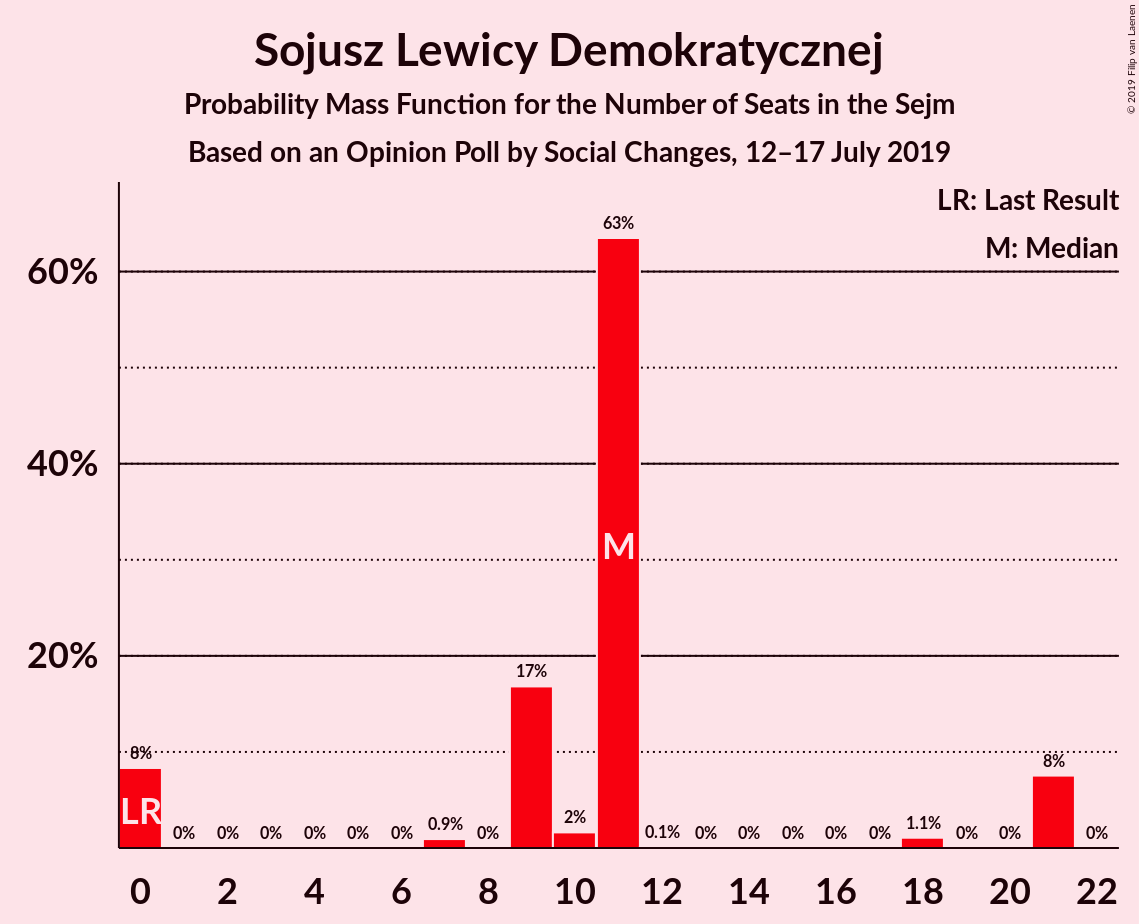 Sojusz Lewicy Demokratycznej
Probability Mass Function for the Number of Seats in the Sejm
Based on an Opinion Poll by Social Changes, 12–17 July 2019
© 2019 Filip van Laenen
LR: Last Result
M: Median
60%
40%
20%
8% 0% 0% 0% 0% 0% 0% 0.9% 0% 17% 2% 63% 0.1% 0% 0% 0% 0% 0% 1.1% 0% 0% 8% 0%
LR
M
0 2 4 6 8 10 12 14 16 18 20 22